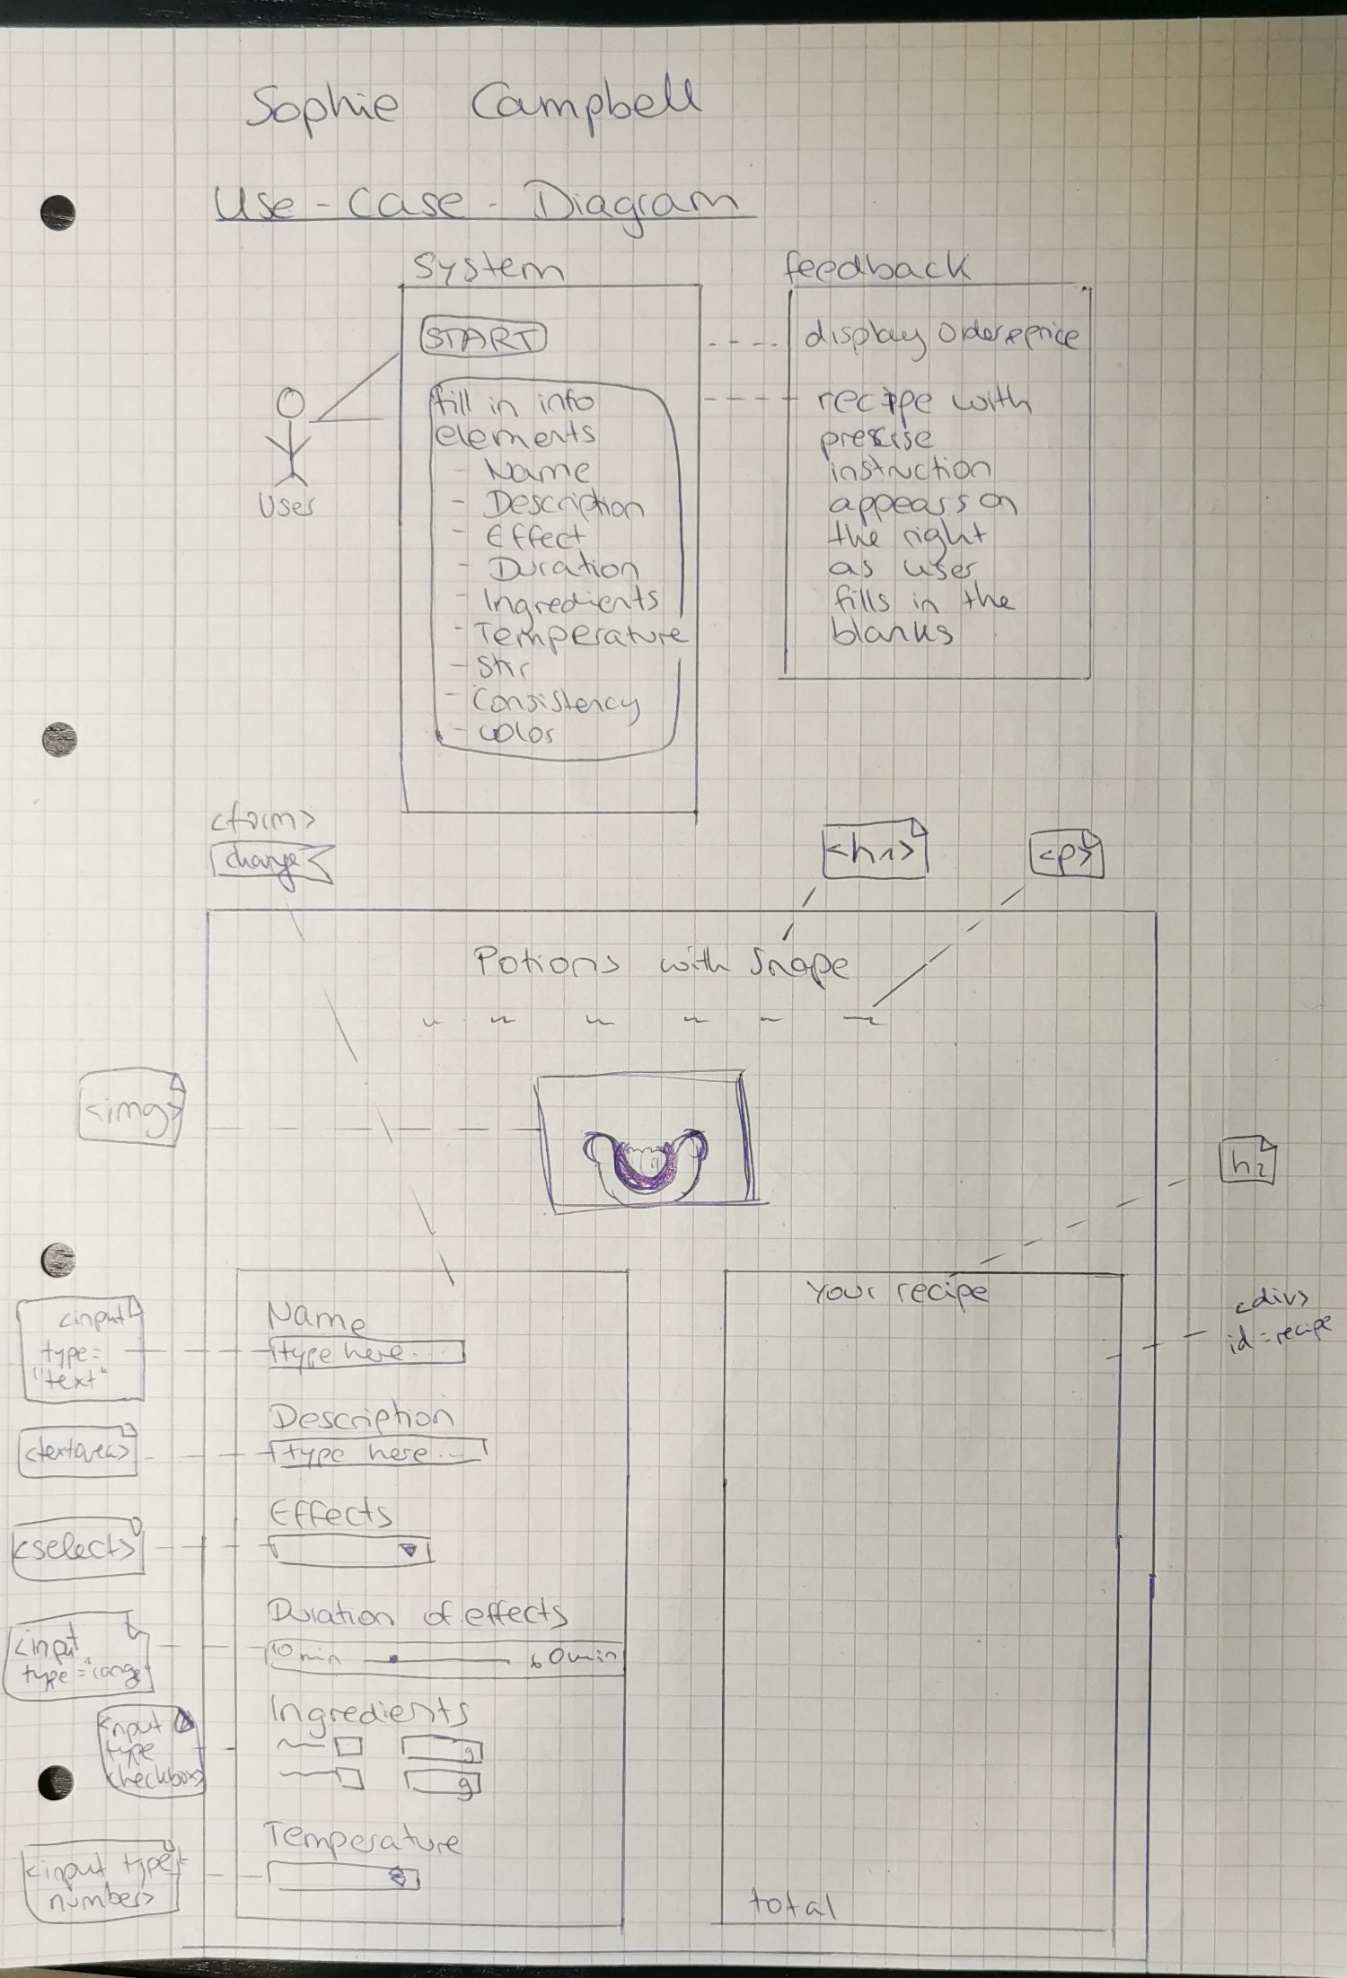 Sophie Campbell
Use-Case-Diagram
System
START
fill in info
elements
- Name
- Description
- Effect
- Duration
- Ingredients
- Temperature
- Stir
- Consistency
- color
User
feedback
display order price
recipe with
precise
instruction
appears on
the right
as user
fills in the
blanks
<form>
change
<h1>
<p>
Potions with Snape
<img>
h2
<input
type=
"text"
Name
type here..
<textarea>
Description
type here...
<select>
Effects
<input
type="range
Duration of effects
10 min
60 min
<input
type
checkbox>
Ingredients
g
g
<input type=
number>
Temperature
Your recipe
total
<div>
id=recipe